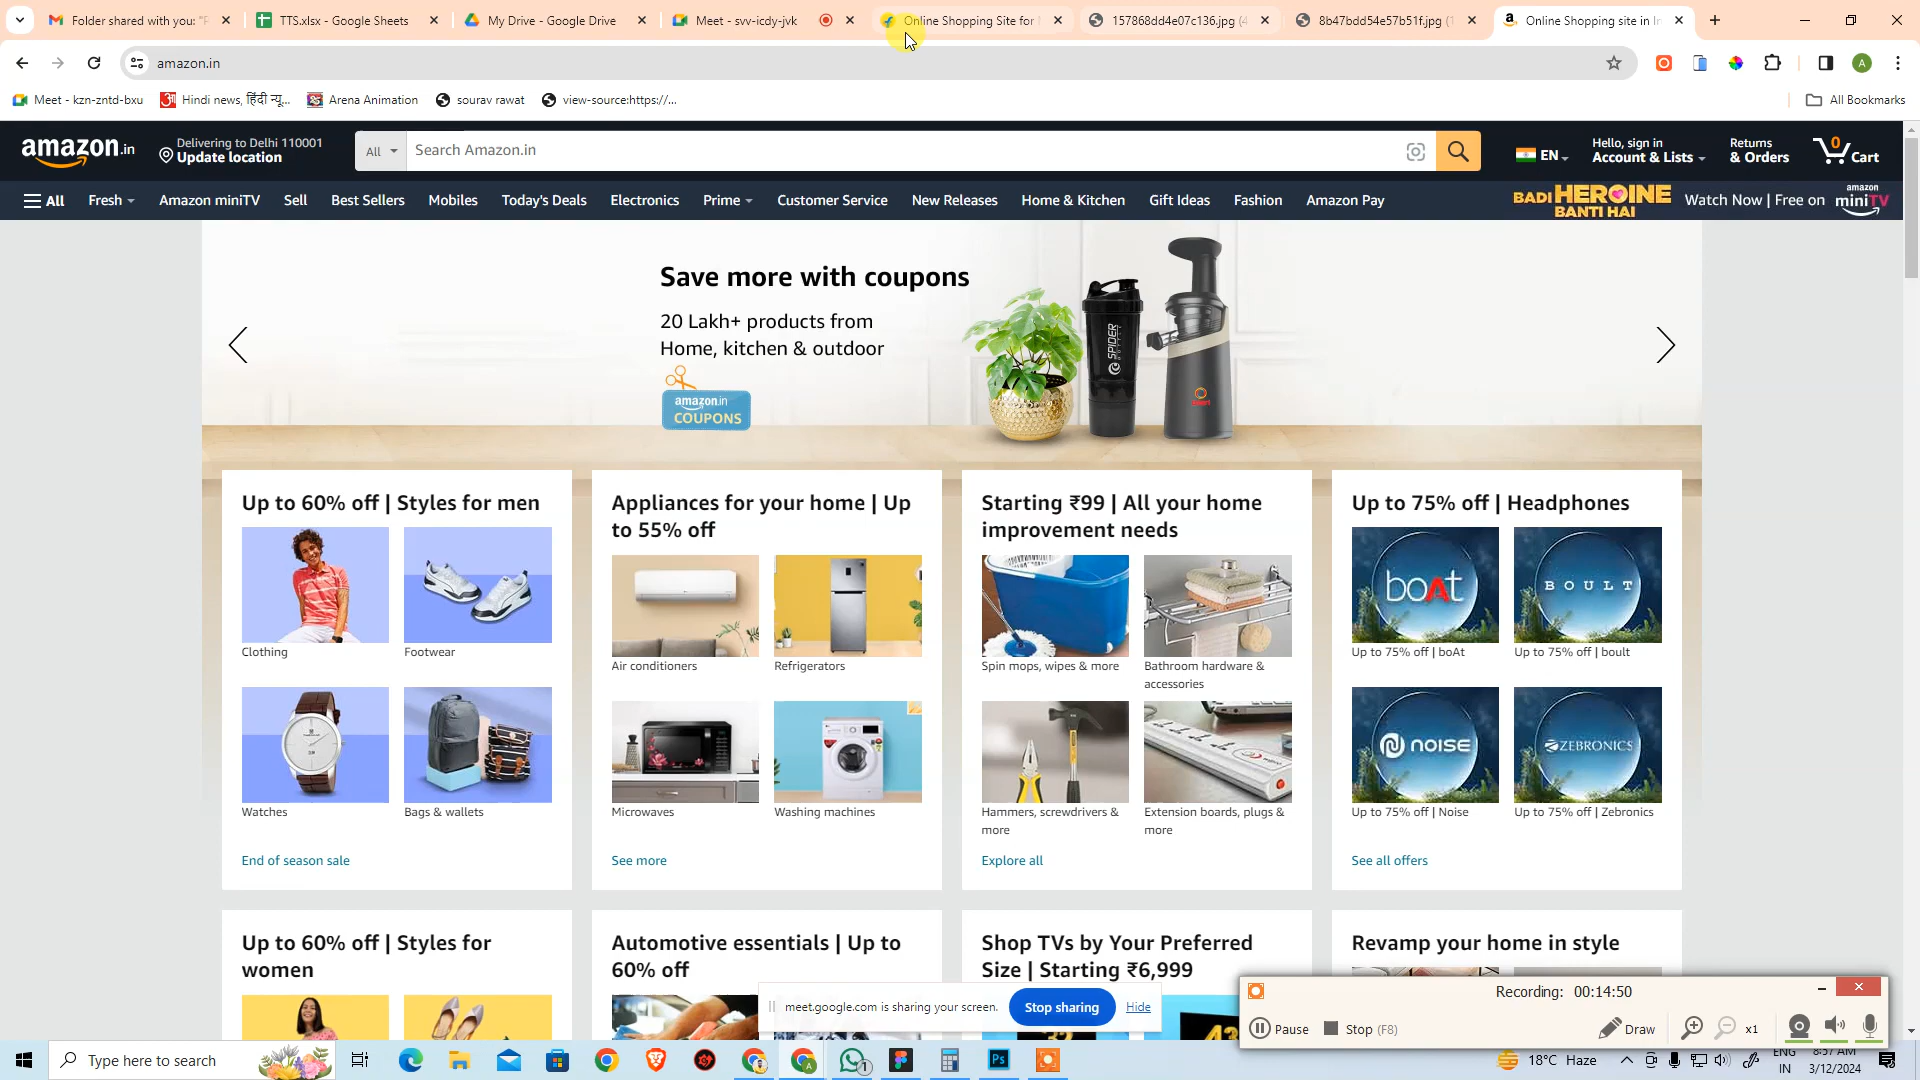 Folder shared with you: "F
TTS.xlsx - Google Sheets
My Drive - Google Drive
Meet - svv-icdy-jvk
Online Shopping Site for
157868dd4e07c136.jpg (4
8b47bdd54e57b51f.jpg (1
Online Shopping site in In
amazon.in
A
Meet - kzn-zntd-bxu
Hindi news, हिंदी न्यू...
Arena Animation
sourav rawat
view-source:https://...
All Bookmarks
amazon.in
Delivering to Delhi 110001
Update location
All
Search Amazon.in
EN
Hello, sign in
Account & Lists
Returns
& Orders
0
Cart
All
Fresh
Amazon miniTV
Sell
Best Sellers
Mobiles
Today's Deals
Electronics
Prime
Customer Service
New Releases
Home & Kitchen
Gift Ideas
Fashion
Amazon Pay
BADI HEROINE
BANTI HAI
Watch Now | Free on
amazon
miniTV
Save more with coupons
20 Lakh+ products from
Home, kitchen & outdoor
amazon.in
COUPONS
SPIDER
Up to 60% off | Styles for men
Clothing
Footwear
Watches
Bags & wallets
End of season sale
Appliances for your home | Up
to 55% off
Air conditioners
Refrigerators
Microwaves
Washing machines
See more
Starting ₹99 | All your home
improvement needs
Spin mops, wipes & more
Bathroom hardware &
accessories
Hammers, screwdrivers &
more
Extension boards, plugs &
more
Explore all
Up to 75% off | Headphones
boAt
BOULT
Up to 75% off | boAt
Up to 75% off | boult
noise
ZEBRONICS
Up to 75% off | Noise
Up to 75% off | Zebronics
See all offers
Up to 60% off | Styles for
women
Automotive essentials | Up to
60% off
Shop TVs by Your Preferred
Size | Starting ₹6,999
Revamp your home in style
meet.google.com is sharing your screen.
Stop sharing
Hide
Recording: 00:14:50
Pause
Stop (F8)
Draw
x1
Type here to search
18°C Haze
ENG
IN
8:57 AM
3/12/2024